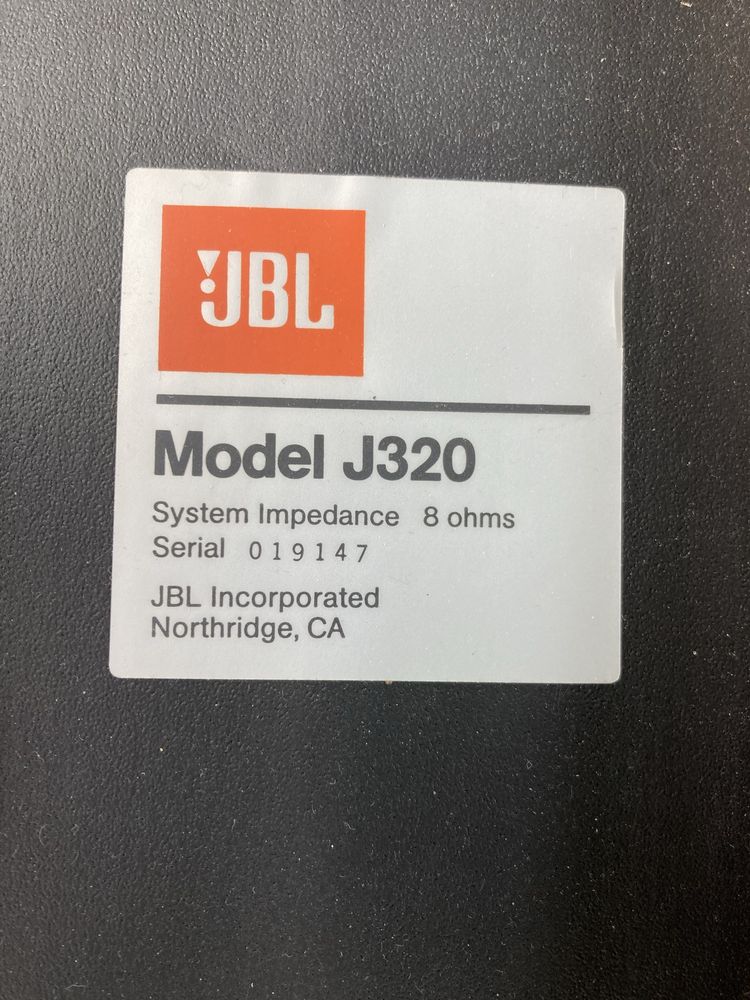 JBL
Model J320
System Impedance 8 ohms
Serial 019147
JBL Incorporated
Northridge, CA